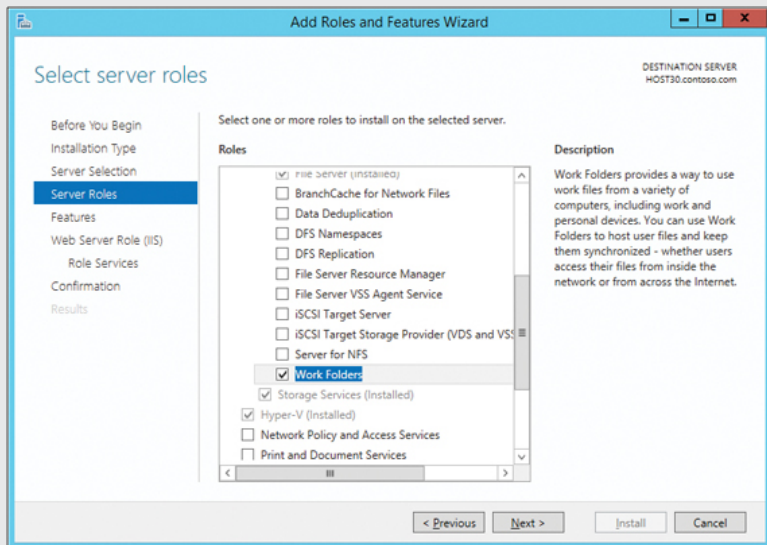 Add Roles and Features Wizard
Select server roles
DESTINATION SERVER
HOST30.contoso.com
Before You Begin
Installation Type
Server Selection
Server Roles
Features
Web Server Role (IIS)
Role Services
Confirmation
Results
Select one or more roles to install on the selected server.
Roles
File Server (Installed)
BranchCache for Network Files
Data Deduplication
DFS Namespaces
DFS Replication
File Server Resource Manager
File Server VSS Agent Service
iSCSI Target Server
iSCSI Target Storage Provider (VDS and VSS
Server for NFS
Work Folders
Storage Services (Installed)
Hyper-V (Installed)
Network Policy and Access Services
Print and Document Services
Description
Work Folders provides a way to use
work files from a variety of
computers, including work and
personal devices. You can use Work
Folders to host user files and keep
them synchronized - whether users
access their files from inside the
network or from across the Internet.
< Previous
Next >
Install
Cancel